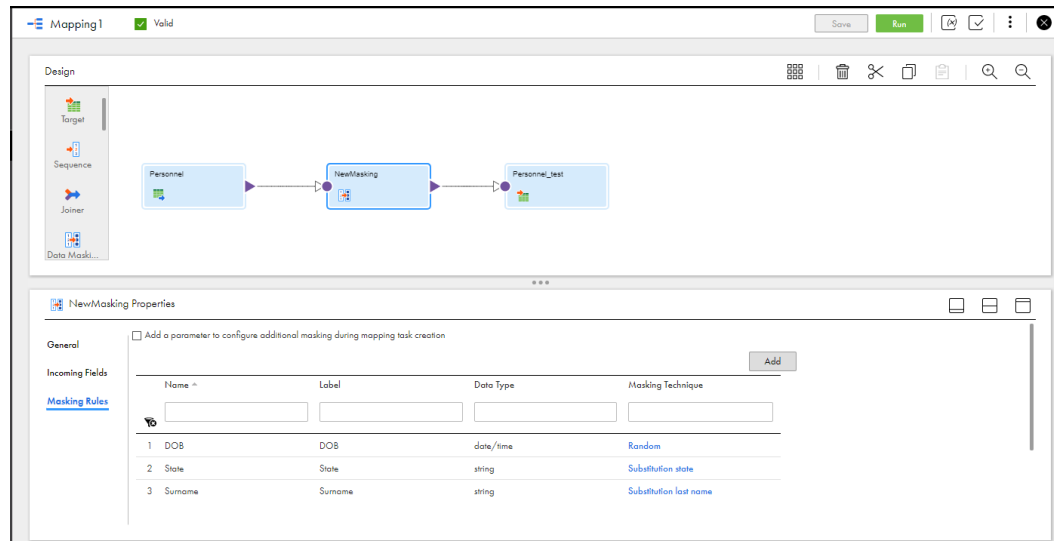 Mapping1
Valid
Save
Run
Design
Target
Sequence
Joiner
Data Maski...
Personnel
NewMasking
Personnel_test
NewMasking Properties
General
Incoming Fields
Masking Rules
Add a parameter to configure additional masking during mapping task creation
Add
Name Label Data Type Masking Technique
1 DOB DOB date/time Random
2 State State string Substitution state
3 Surname Surname string Substitution last name